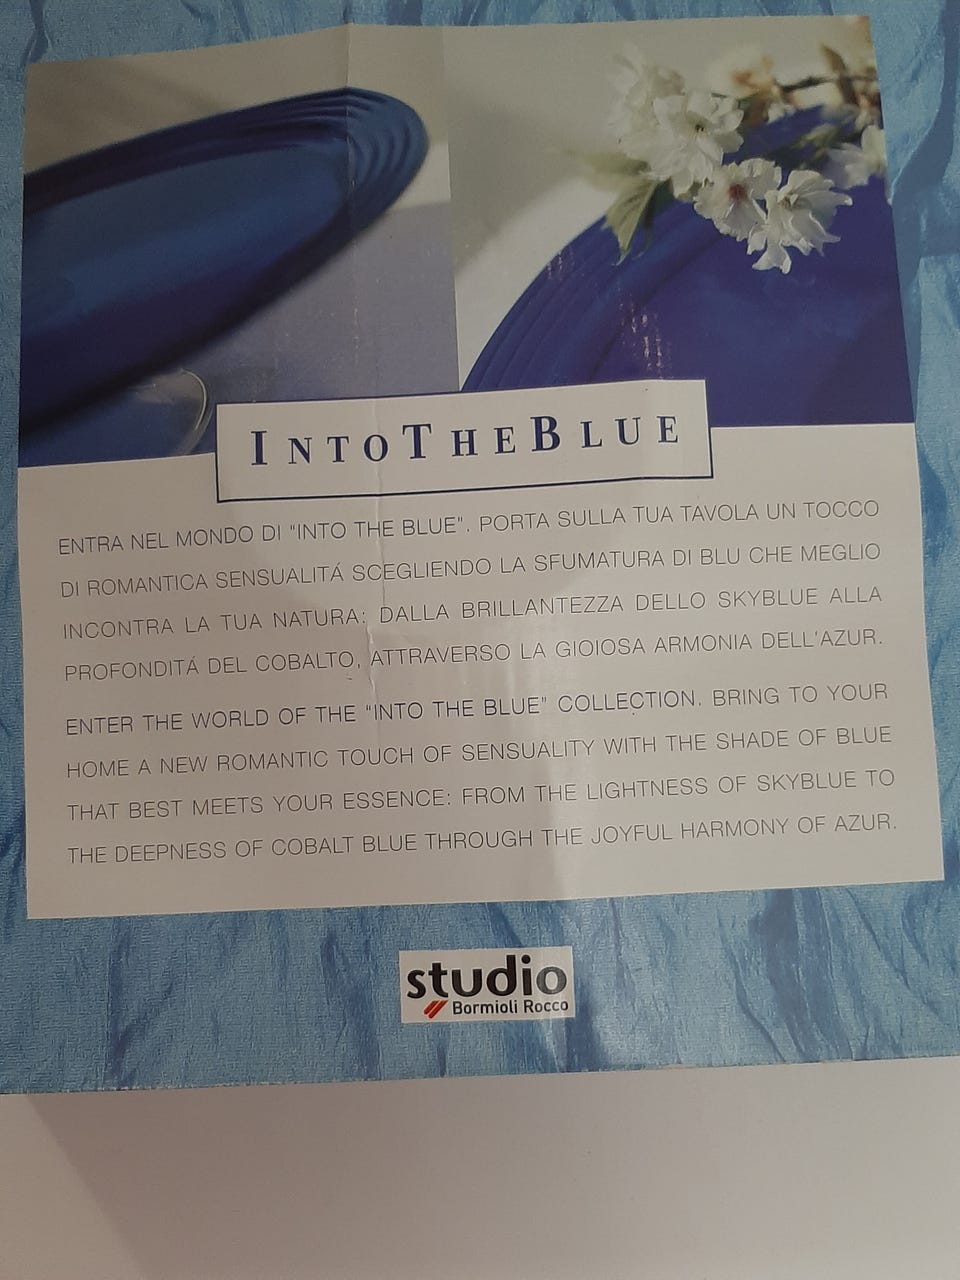 INTOTHEBLUE
ENTRA NEL MONDO DI "INTO THE BLUE". PORTA SULLA TUA TAVOLA UN TOCCO
DI ROMANTICA SENSUALITÁ SCEGLIENDO LA SFUMATURA DI BLU CHE MEGLIO
INCONTRA LA TUA NATURA: DALLA BRILLANTEZZA DELLO SKYBLUE ALLA
PROFONDITÁ DEL COBALTO, ATTRAVERSO LA GIOIOSA ARMONIA DELL'AZUR.
ENTER THE WORLD OF THE "INTO THE BLUE" COLLECTION. BRING TO YOUR
HOME A NEW ROMANTIC TOUCH OF SENSUALITY WITH THE SHADE OF BLUE
THAT BEST MEETS YOUR ESSENCE: FROM THE LIGHTNESS OF SKYBLUE TO
THE DEEPNESS OF COBALT BLUE THROUGH THE JOYFUL HARMONY OF AZUR.
studio
Bormioli Rocco